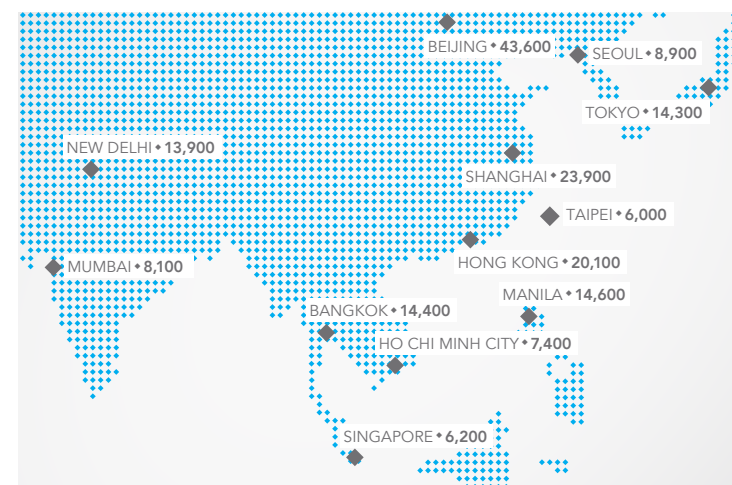 BEIJING ◆ 43,600
SEOUL ◆ 8,900
TOKYO ◆ 14,300
NEW DELHI ◆ 13,900
SHANGHAI ◆ 23,900
TAIPEI ◆ 6,000
MUMBAI ◆ 8,100
HONG KONG ◆ 20,100
MANILA ◆ 14,600
BANGKOK ◆ 14,400
HO CHI MINH CITY ◆ 7,400
SINGAPORE ◆ 6,200